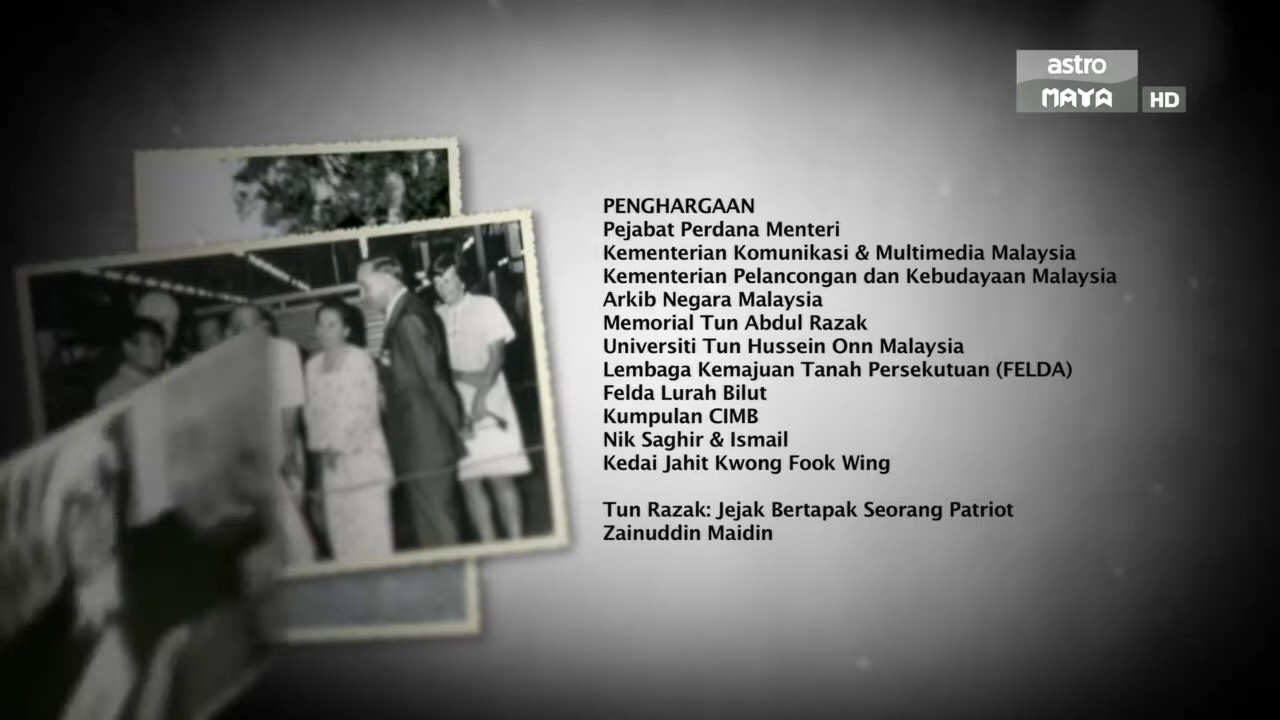 astro
MAYA HD
PENGHARGAAN
Pejabat Perdana Menteri
Kementerian Komunikasi & Multimedia Malaysia
Kementerian Pelancongan dan Kebudayaan Malaysia
Arkib Negara Malaysia
Memorial Tun Abdul Razak
Universiti Tun Hussein Onn Malaysia
Lembaga Kemajuan Tanah Persekutuan (FELDA)
Felda Lurah Bilut
Kumpulan CIMB
Nik Saghir & Ismail
Kedai Jahit Kwong Fook Wing
Tun Razak: Jejak Bertapak Seorang Patriot
Zainuddin Maidin